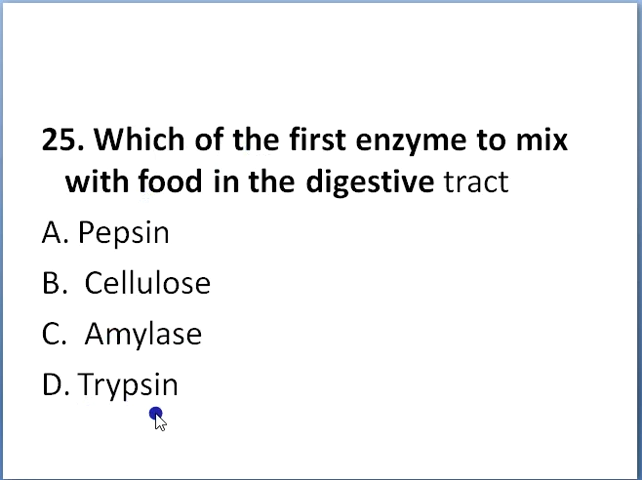 25. Which of the first enzyme to mix
with food in the digestive tract
A. Pepsin
B. Cellulose
C. Amylase
D. Trypsin